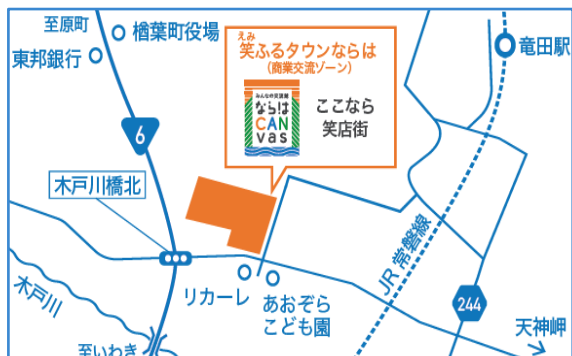 至原町
楢葉町役場
東邦銀行
えみ
笑ふるタウンならは
(商業交流ゾーン)
みんなの交流館
ならは
CAN
vas
ここなら
笑店街
竜田駅
6
木戸川橋北
JR常磐線
リカーレ
あおぞら
こども園
木戸川
244
天神岬
至いわき